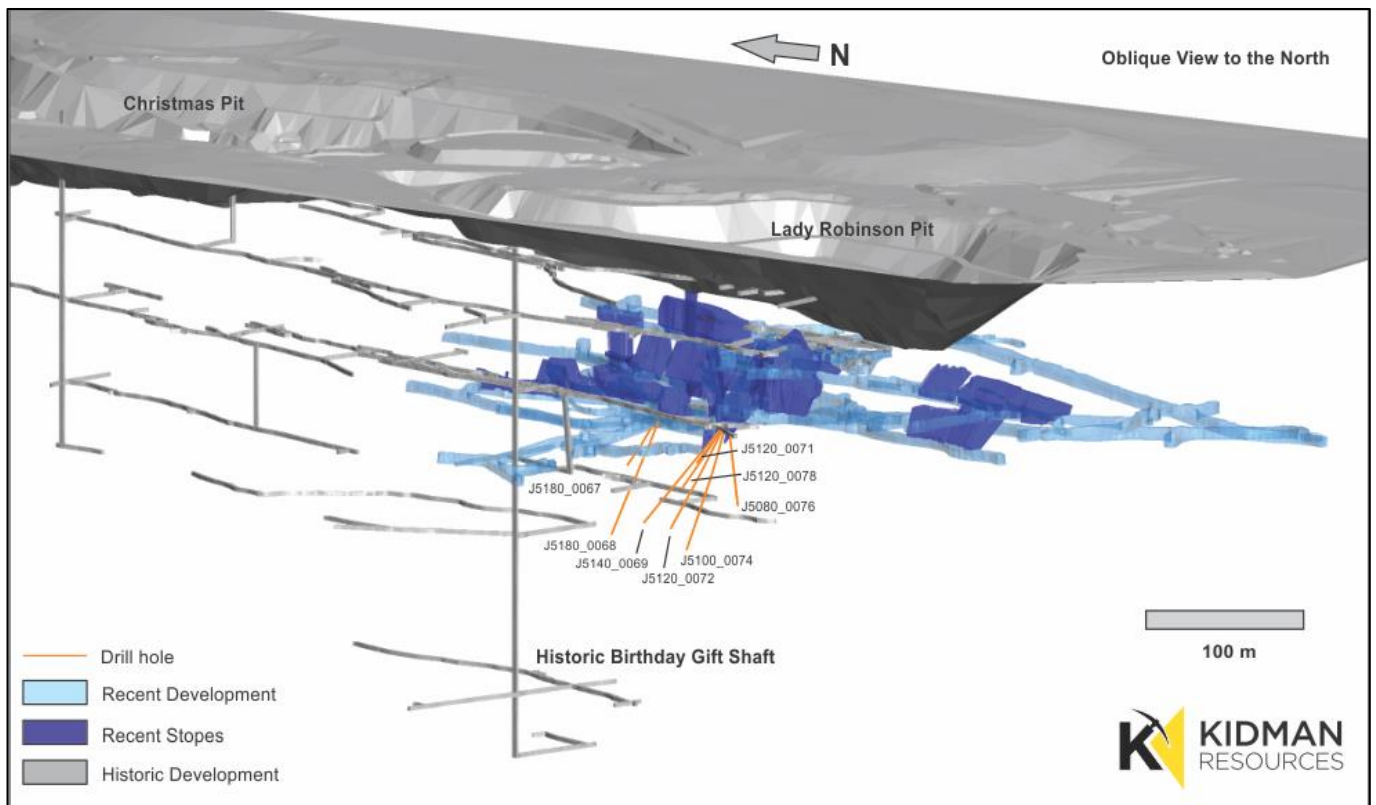 N
Oblique View to the North
Christmas Pit
Lady Robinson Pit
J5120_0071
J5120_0078
J5180_0067
J5080_0076
J5180_0068
J5140_0069
J5100_0074
J5120_0072
100 m
Historic Birthday Gift Shaft
Drill hole
Recent Development
Recent Stopes
Historic Development
KIDMAN
RESOURCES